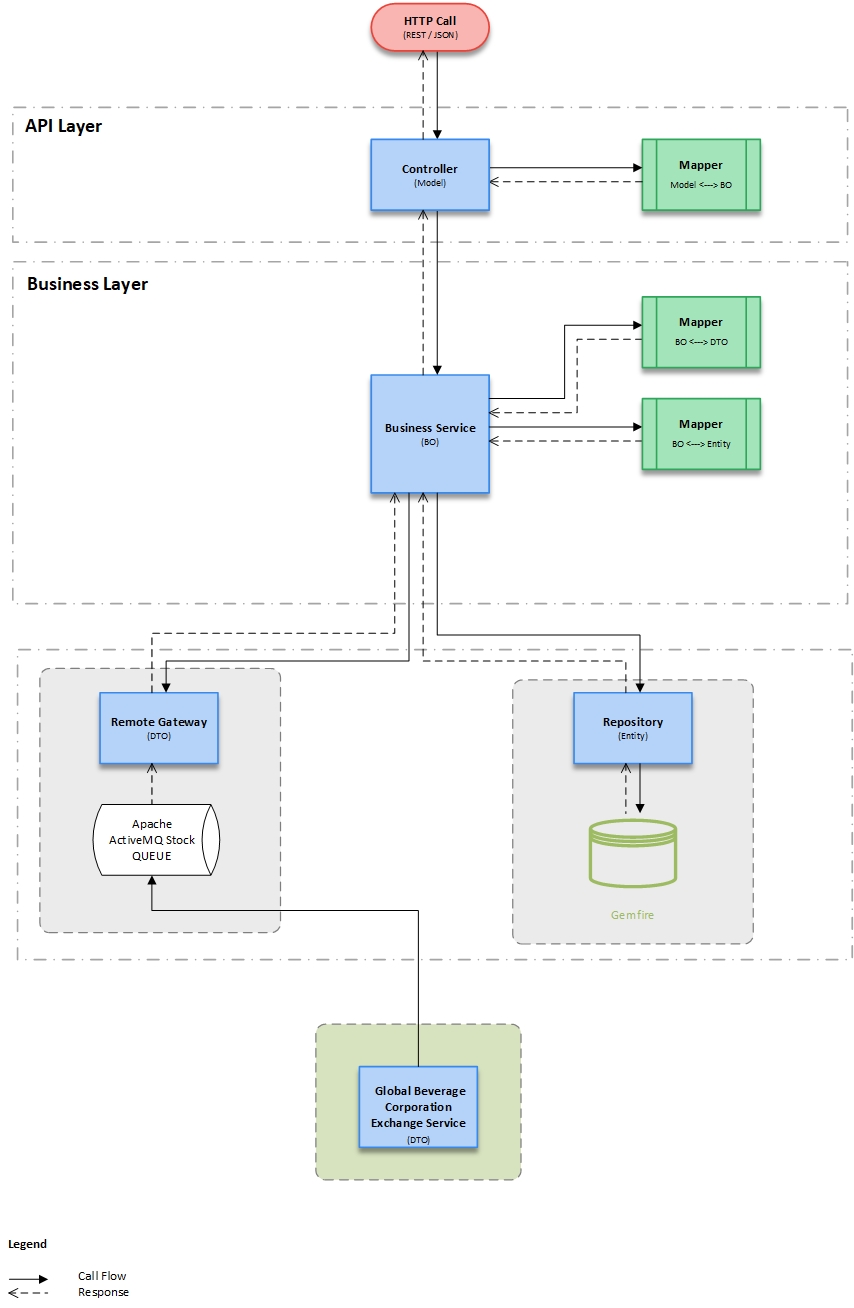 HTTP Call
(REST / JSON)
API Layer
Controller
(Model)
Mapper
Model <---> BO
Business Layer
Mapper
BO <---> DTO
Business Service
(BO)
Mapper
BO <---> Entity
Remote Gateway
(DTO)
Repository
(Entity)
Apache
ActiveMQ Stock
QUEUE
Gemfire
Global Beverage
Corporation
Exchange Service
(DTO)
Legend
Call Flow
Response